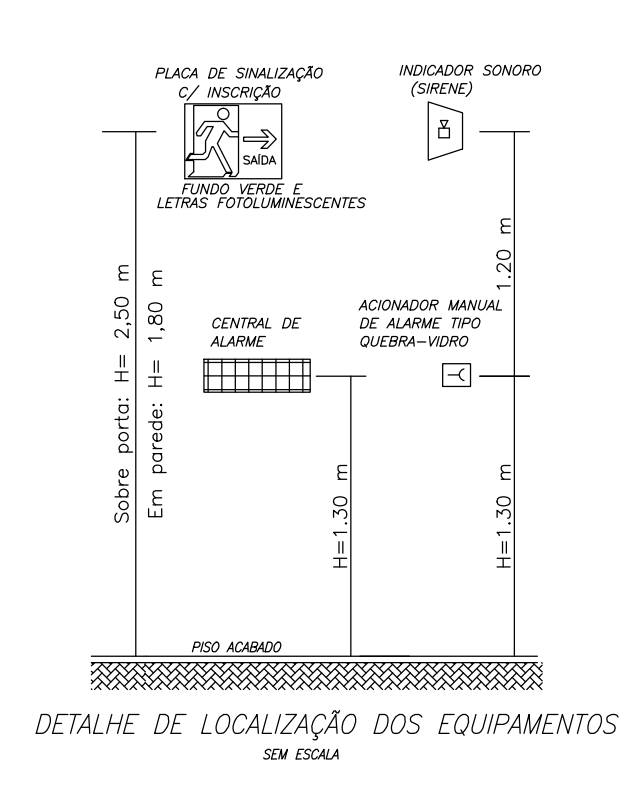 PLACA DE SINALIZAÇÃO
C/ INSCRIÇÃO
SAÍDA
FUNDO VERDE E
LETRAS FOTOLUMINESCENTES
INDICADOR SONORO
(SIRENE)
1.20 m
Sobre porta: H= 2,50 m
Em parede: H= 1,80 m
CENTRAL DE
ALARME
ACIONADOR MANUAL
DE ALARME TIPO
QUEBRA-VIDRO
H=1.30 m
H=1.30 m
PISO ACABADO
DETALHE DE LOCALIZAÇÃO DOS EQUIPAMENTOS
SEM ESCALA